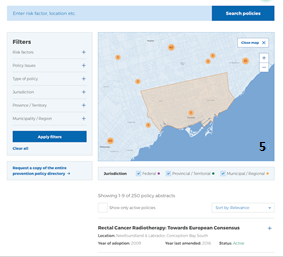 Enter risk factor, location etc.
Search policies
Filters
Risk factors +
Policy issues +
Type of policy +
Jurisdiction +
Province / Territory +
Municipality / Region +
Apply filters
Clear all
Request a copy of the entire
prevention policy directory →
Close map ×
+
−
5
Jurisdiction
Federal
Provincial / Territorial
Municipal / Regional
Showing 1-9 of 250 policy abstracts
Show only active policies
Sort by: Relevance
Rectal Cancer Radiotherapy: Towards European Consensus +
Location: Newfoundland & Labrador, Conception Bay South
Year of adoption: 2009 Year last amended: 2012 Status: Active